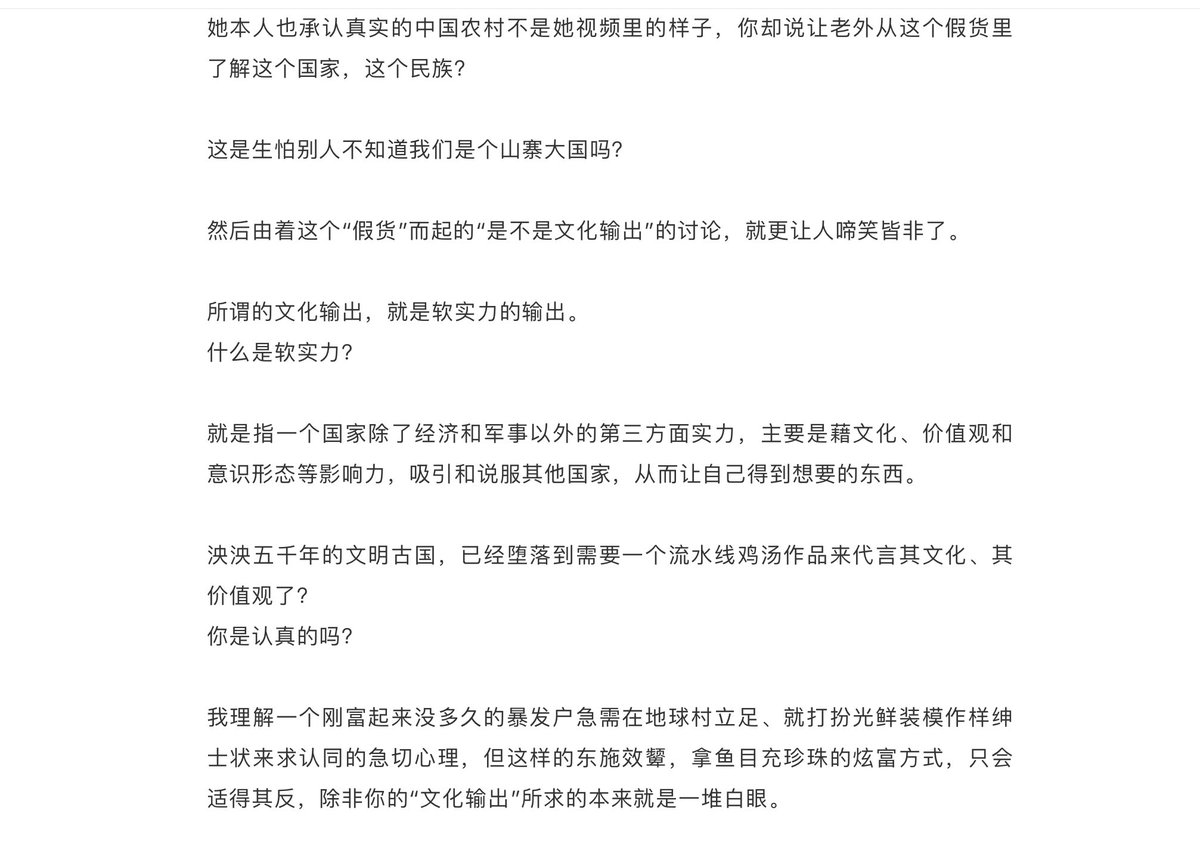 她本人也承认真实的中国农村不是她视频里的样子，你却说让老外从这个假货里
了解这个国家，这个民族？
这是生怕别人不知道我们是个山寨大国吗？
然后由着这个“假货”而起的“是不是文化输出”的讨论，就更让人啼笑皆非了。
所谓的文化输出，就是软实力的输出。
什么是软实力？
就是指一个国家除了经济和军事以外的第三方面实力，主要是藉文化、价值观和
意识形态等影响力，吸引和说服其他国家，从而让自己得到想要的东西。
泱泱五千年的文明古国，已经堕落到需要一个流水线鸡汤作品来代言其文化、其
价值观了？
你是认真的吗？
我理解一个刚富起来没多久的暴发户急需在地球村立足、就打扮光鲜装模作样绅
士状来求认同的急切心理，但这样的东施效颦，拿鱼目充珍珠的炫富方式，只会
适得其反，除非你的“文化输出”所求的本来就是一堆白眼。